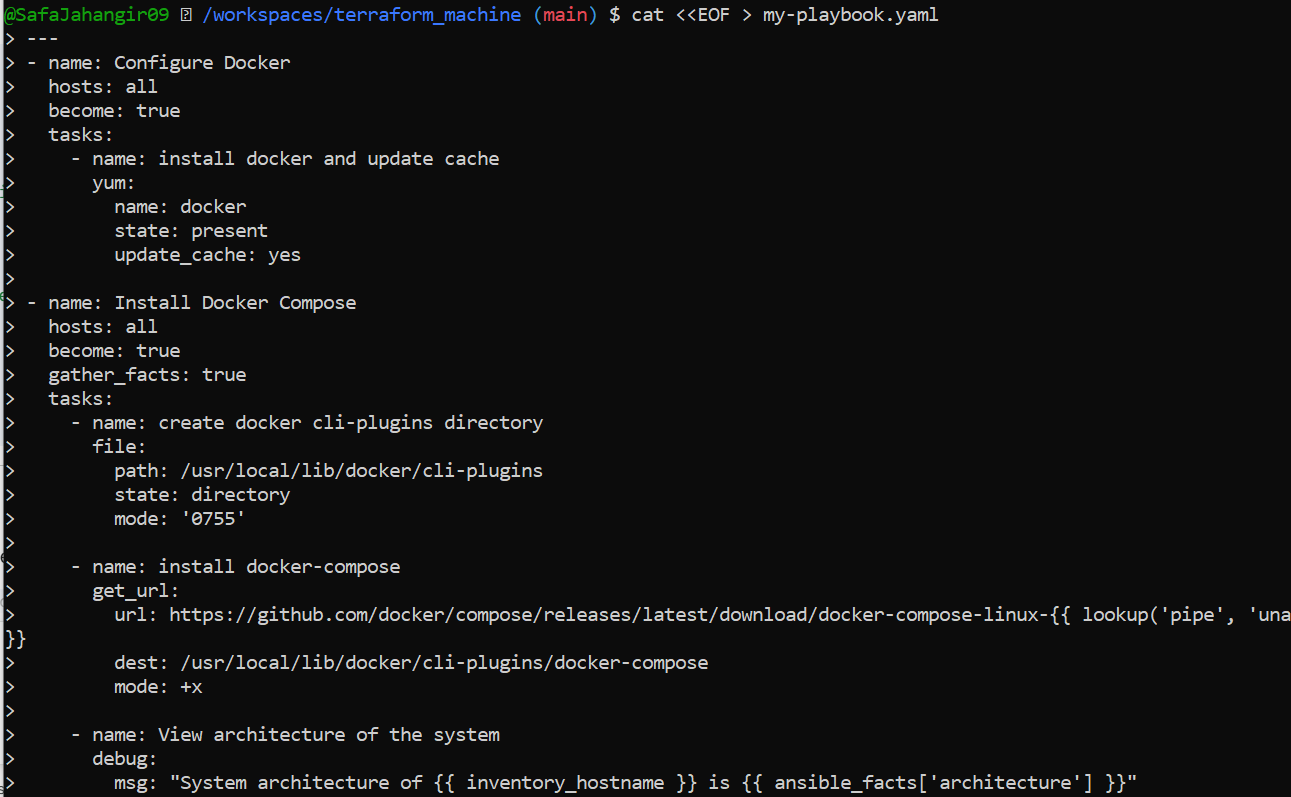 @SafaJahangir09 /workspaces/terraform_machine (main) $ cat <<EOF > my-playbook.yaml
> ---
> - name: Configure Docker
>   hosts: all
>   become: true
>   tasks:
>     - name: install docker and update cache
>       yum:
>         name: docker
>         state: present
>         update_cache: yes
>
> - name: Install Docker Compose
>   hosts: all
>   become: true
>   gather_facts: true
>   tasks:
>     - name: create docker cli-plugins directory
>       file:
>         path: /usr/local/lib/docker/cli-plugins
>         state: directory
>         mode: '0755'
>
>     - name: install docker-compose
>       get_url:
>         url: https://github.com/docker/compose/releases/latest/download/docker-compose-linux-{{ lookup('pipe', 'una
}}
>         dest: /usr/local/lib/docker/cli-plugins/docker-compose
>         mode: +x
>
>     - name: View architecture of the system
>       debug:
>         msg: "System architecture of {{ inventory_hostname }} is {{ ansible_facts['architecture'] }}"